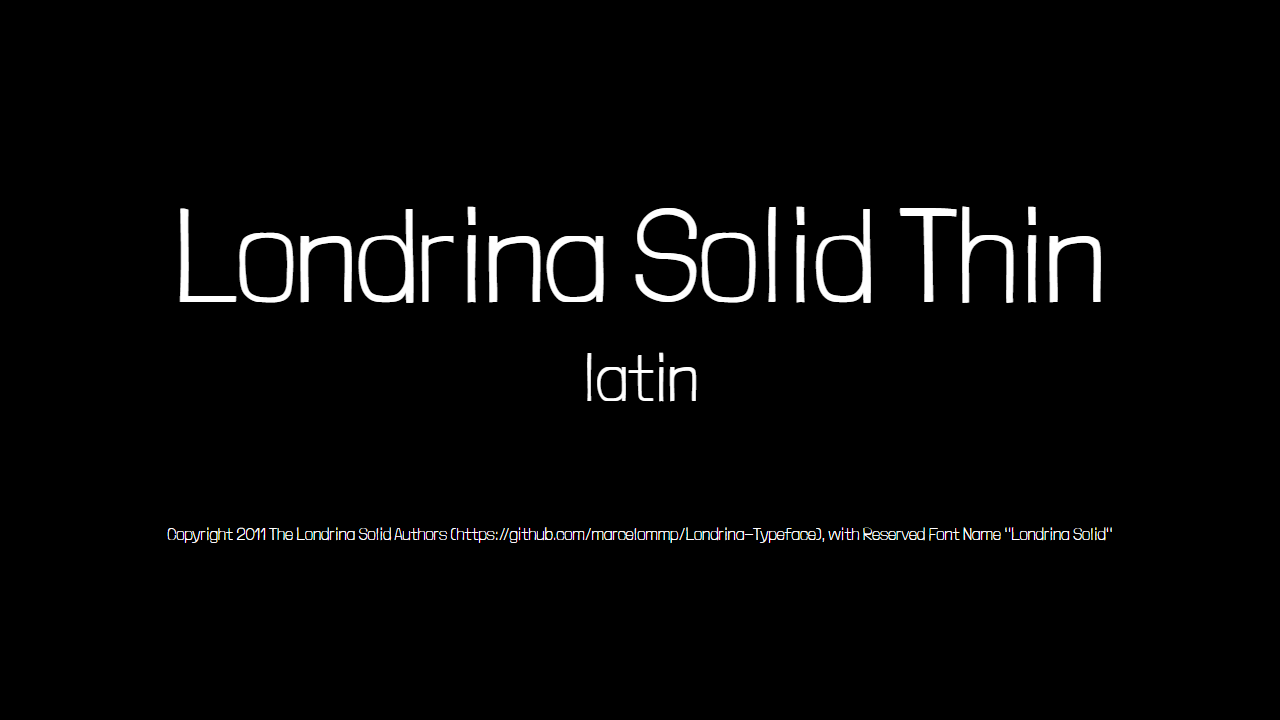 Londrina Solid Thin
latin
Copyright 2011 The Londrina Solid Authors (https://github.com/marcelommp/Londrina-Typeface), with Reserved Font Name "Londrina Solid"